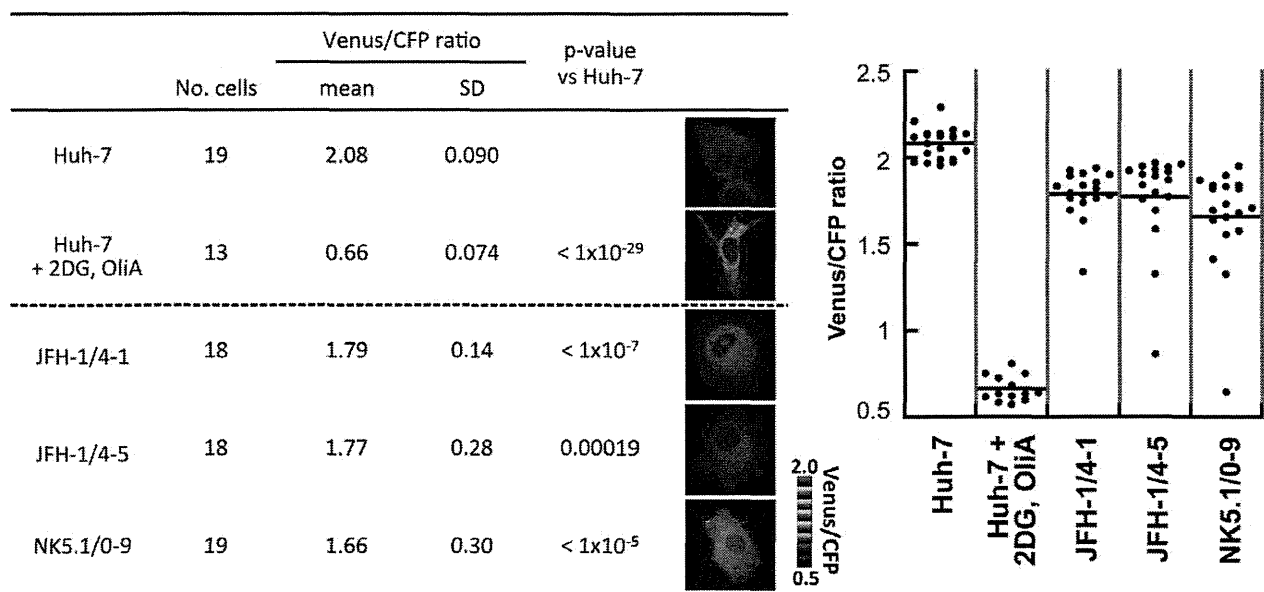 Venus/CFP ratio
p-value
vs Huh-7
No. cells mean SD
Huh-7 19 2.08 0.090
Huh-7
+ 2DG, OliA 13 0.66 0.074 < 1x10⁻²⁹
JFH-1/4-1 18 1.79 0.14 < 1x10⁻⁷
JFH-1/4-5 18 1.77 0.28 0.00019
NK5.1/0-9 19 1.66 0.30 < 1x10⁻⁵
2.0
Venus/CFP
0.5
Venus/CFP ratio
2.5
2
1.5
1
0.5
Huh-7
Huh-7 +
2DG, OliA
JFH-1/4-1
JFH-1/4-5
NK5.1/0-9